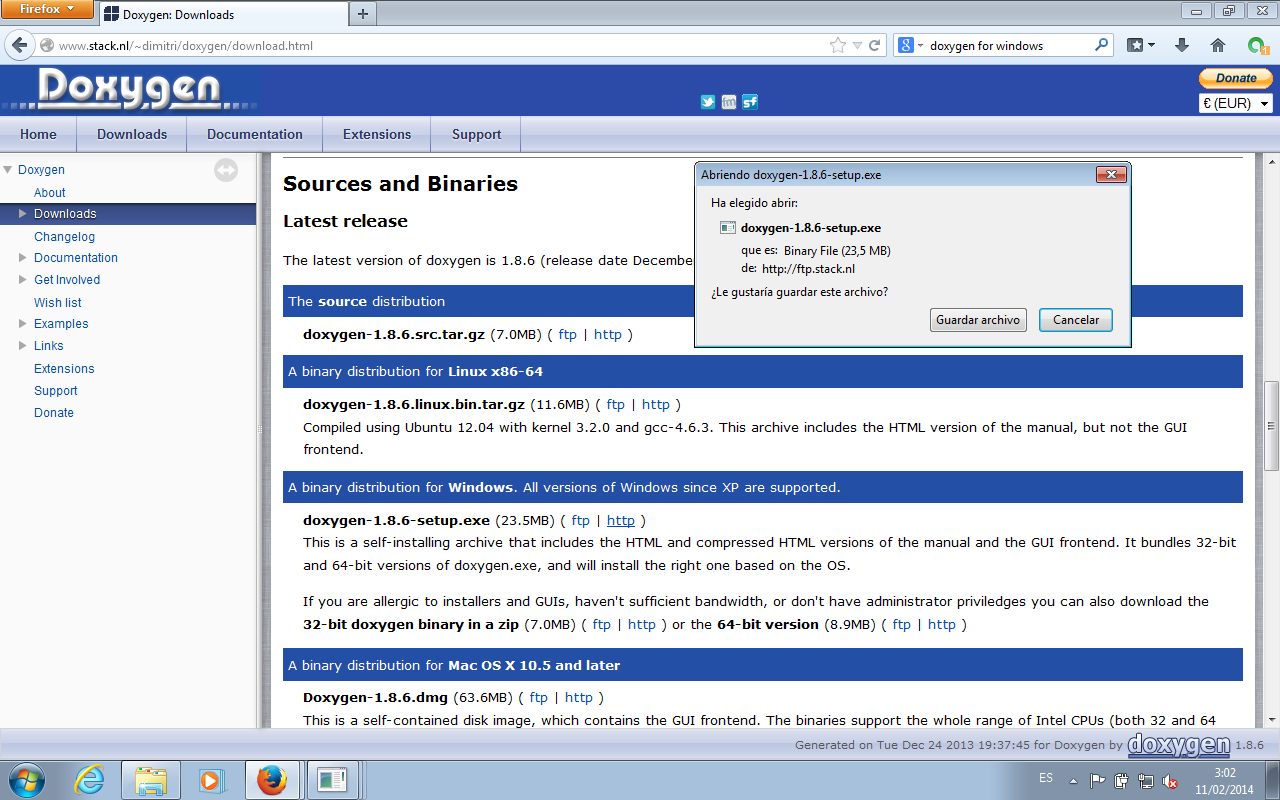 Firefox
Doxygen: Downloads
www.stack.nl/~dimitri/doxygen/download.html
8
doxygen for windows
1
Doxygen
Donate
€ (EUR)
Home
Downloads
Documentation
Extensions
Support
Doxygen
About
Downloads
Changelog
Documentation
Get Involved
Wish list
Examples
Links
Extensions
Support
Donate
Sources and Binaries
Latest release
The latest version of doxygen is 1.8.6 (release date Decembe
The source distribution
doxygen-1.8.6.src.tar.gz (7.0MB) ( ftp | http )
A binary distribution for Linux x86-64
doxygen-1.8.6.linux.bin.tar.gz (11.6MB) ( ftp | http )
Compiled using Ubuntu 12.04 with kernel 3.2.0 and gcc-4.6.3. This archive includes the HTML version of the manual, but not the GUI
frontend.
A binary distribution for Windows. All versions of Windows since XP are supported.
doxygen-1.8.6-setup.exe (23.5MB) ( ftp | http )
This is a self-installing archive that includes the HTML and compressed HTML versions of the manual and the GUI frontend. It bundles 32-bit
and 64-bit versions of doxygen.exe, and will install the right one based on the OS.
If you are allergic to installers and GUIs, haven't sufficient bandwidth, or don't have administrator priviledges you can also download the
32-bit doxygen binary in a zip (7.0MB) ( ftp | http ) or the 64-bit version (8.9MB) ( ftp | http )
A binary distribution for Mac OS X 10.5 and later
Doxygen-1.8.6.dmg (63.6MB) ( ftp | http )
This is a self-contained disk image, which contains the GUI frontend. The binaries support the whole range of Intel CPUs (both 32 and 64
Abriendo doxygen-1.8.6-setup.exe
Ha elegido abrir:
doxygen-1.8.6-setup.exe
que es: Binary File (23,5 MB)
de: http://ftp.stack.nl
¿Le gustaría guardar este archivo?
Guardar archivo
Cancelar
Generated on Tue Dec 24 2013 19:37:45 for Doxygen by doxygen 1.8.6
ES
3:02
11/02/2014